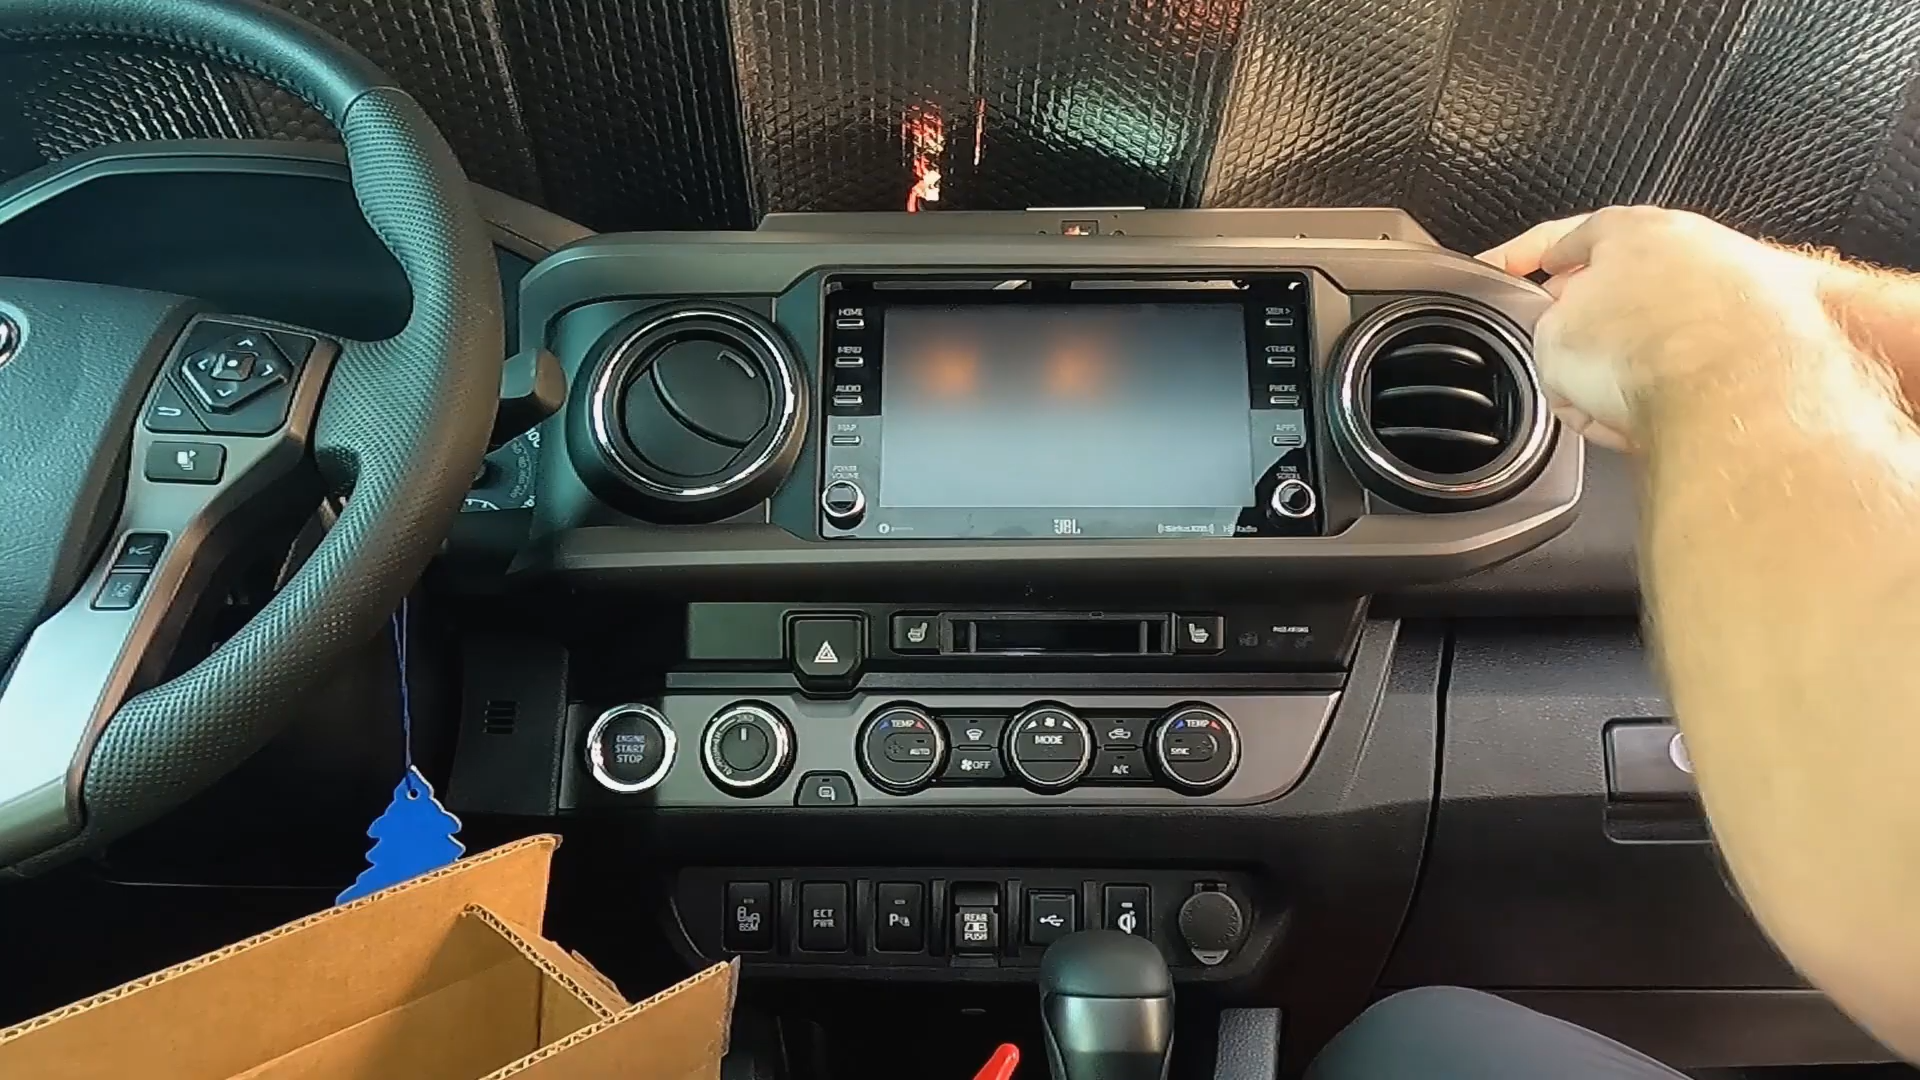 HOME
MENU
AUDIO
MAP
POWER
VOLUME
SEEK >
< TRACK
PHONE
APPS
TUNE
SCROLL
JBL
SiriusXM
HD Radio
ENGINE
START
STOP
TEMP
AUTO
OFF
MODE
A/C
TEMP
SYNC
BSM
ECT
PWR
P
REAR
PUSH